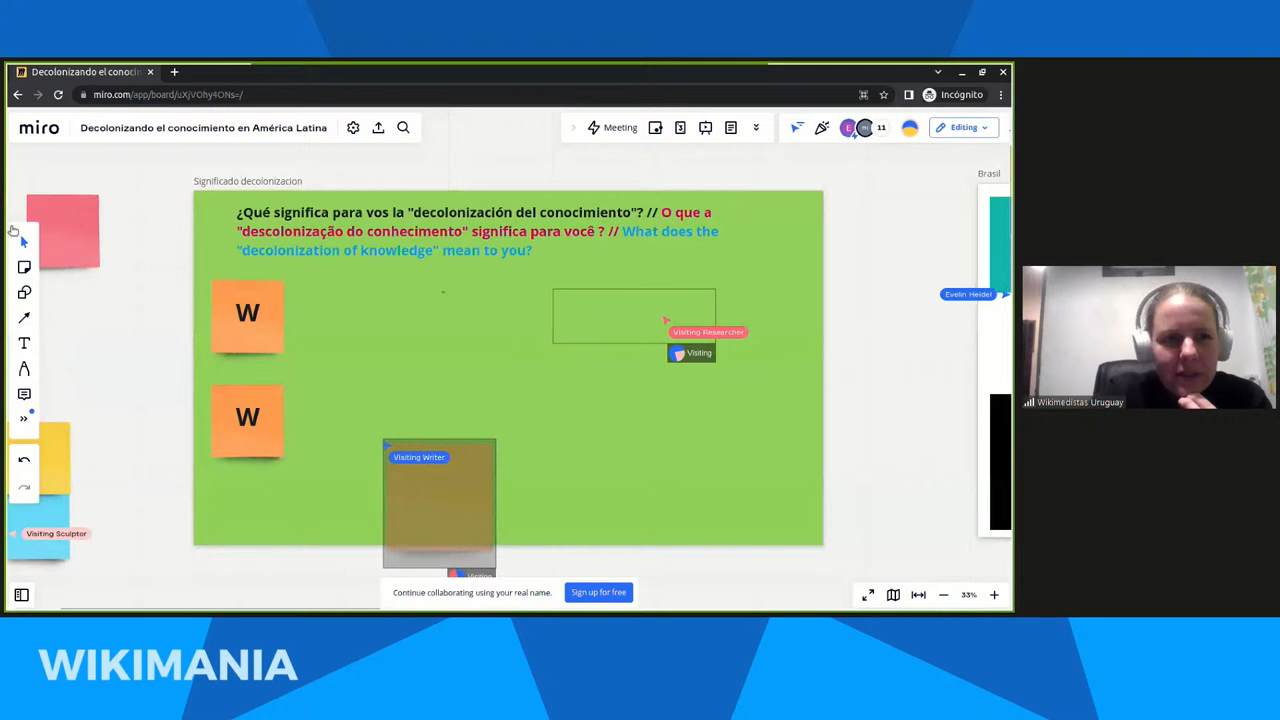 Decolonizando el conocin
miro.com/app/board/uXjVOhy4ONs=/
Incógnito
miro
Decolonizando el conocimiento en América Latina
Meeting
E
11
Editing
Significado decolonizacion
Brasil
¿Qué significa para vos la "decolonización del conocimiento"? // O que a
"descolonização do conhecimento" significa para você ? // What does the
"decolonization of knowledge" mean to you?
W
W
Evelin Heidel
Visiting Researcher
Visiting
Visiting Writer
Visiting Sculptor
Visiting
Continue collaborating using your real name.
Sign up for free
33%
Wikimedistas Uruguay
WIKIMANIA